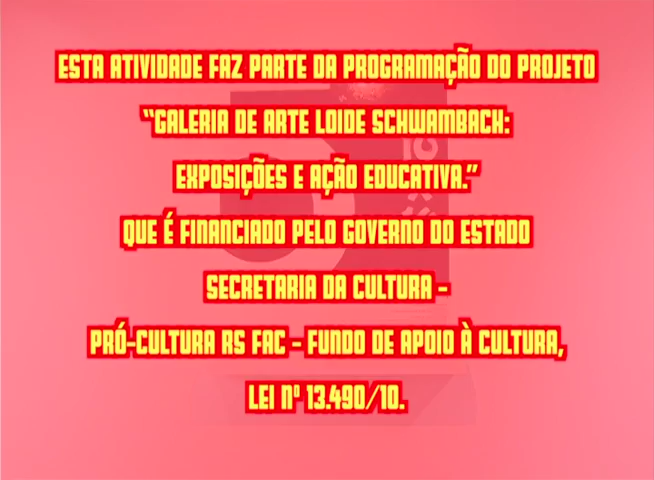 ESTA ATIVIDADE FAZ PARTE DA PROGRAMAÇÃO DO PROJETO
"GALERIA DE ARTE LOIDE SCHWAMBACH:
EXPOSIÇÕES E AÇÃO EDUCATIVA."
QUE É FINANCIADO PELO GOVERNO DO ESTADO
SECRETARIA DA CULTURA -
PRÓ-CULTURA RS FAC - FUNDO DE APOIO À CULTURA,
LEI Nº 13.490/10.